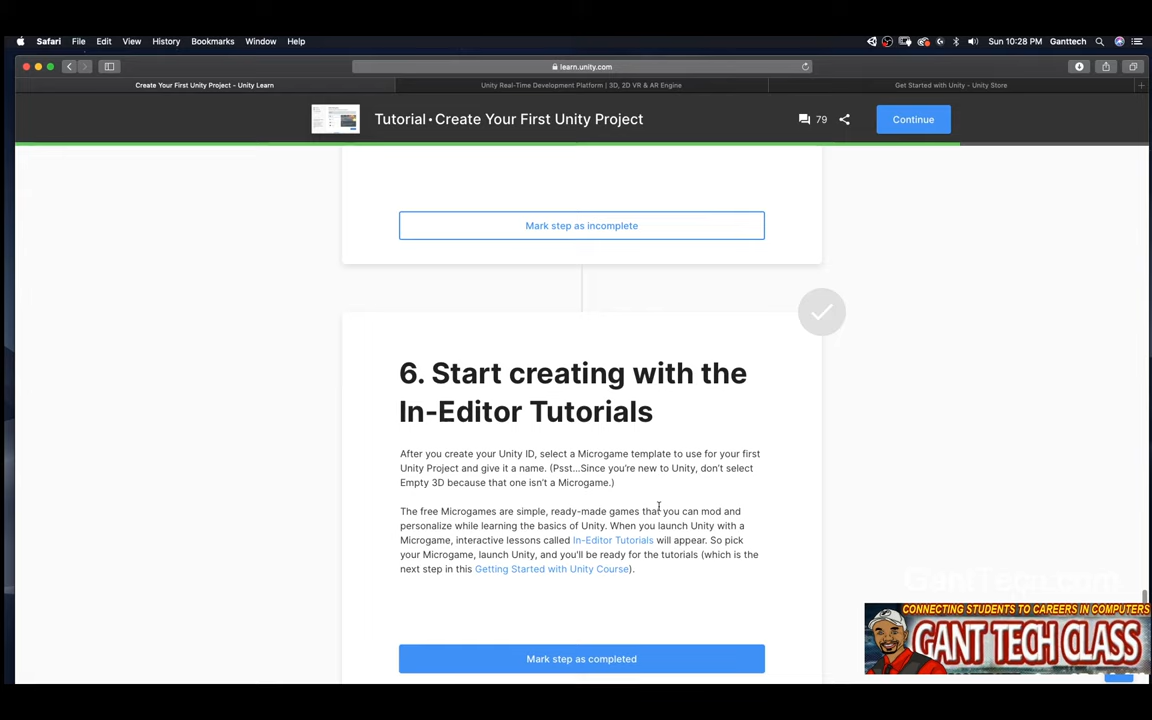 Safari File Edit View History Bookmarks Window Help
Sun 10:28 PM Ganttech
learn.unity.com
Create Your First Unity Project - Unity Learn
Unity Real-Time Development Platform | 3D, 2D VR & AR Engine
Get Started with Unity - Unity Store
Tutorial • Create Your First Unity Project
79
Continue
Mark step as incomplete
6. Start creating with the
In-Editor Tutorials
After you create your Unity ID, select a Microgame template to use for your first
Unity Project and give it a name. (Psst...Since you're new to Unity, don't select
Empty 3D because that one isn't a Microgame.)
The free Microgames are simple, ready-made games that you can mod and
personalize while learning the basics of Unity. When you launch Unity with a
Microgame, interactive lessons called In-Editor Tutorials will appear. So pick
your Microgame, launch Unity, and you'll be ready for the tutorials (which is the
next step in this Getting Started with Unity Course).
Mark step as completed
GantTech.com
CONNECTING STUDENTS TO CAREERS IN COMPUTERS
GANT TECH CLASS